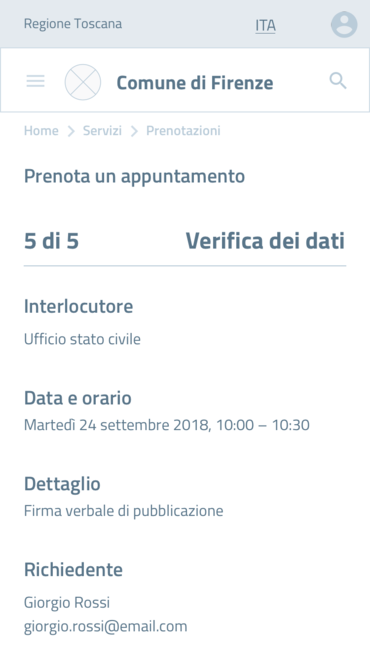 Regione Toscana ITA
Comune di Firenze
Home Servizi Prenotazioni
Prenota un appuntamento
5 di 5 Verifica dei dati
Interlocutore
Ufficio stato civile
Data e orario
Martedì 24 settembre 2018, 10:00 – 10:30
Dettaglio
Firma verbale di pubblicazione
Richiedente
Giorgio Rossi
giorgio.rossi@email.com